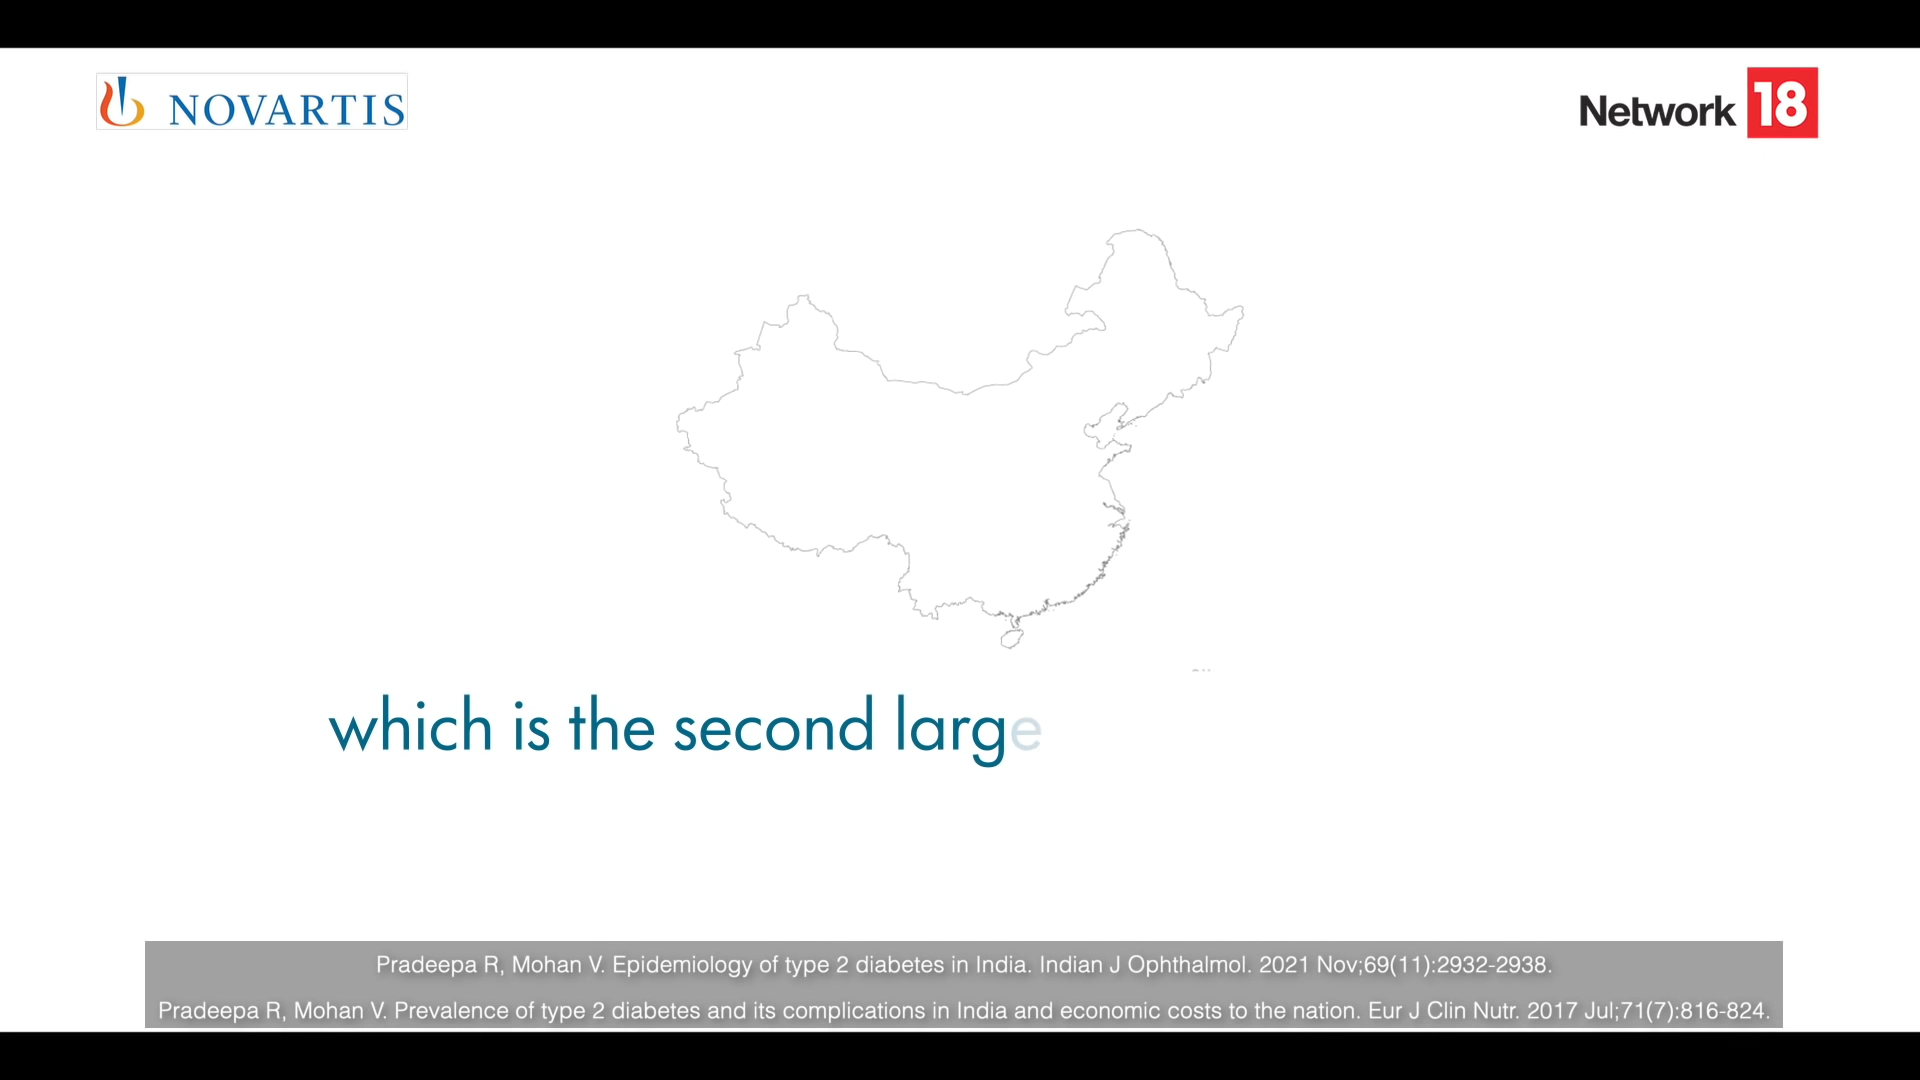 NOVARTIS
Network 18
which is the second large
Pradeepa R, Mohan V. Epidemiology of type 2 diabetes in India. Indian J Ophthalmol. 2021 Nov;69(11):2932-2938.
Pradeepa R, Mohan V. Prevalence of type 2 diabetes and its complications in India and economic costs to the nation. Eur J Clin Nutr. 2017 Jul;71(7):816-824.